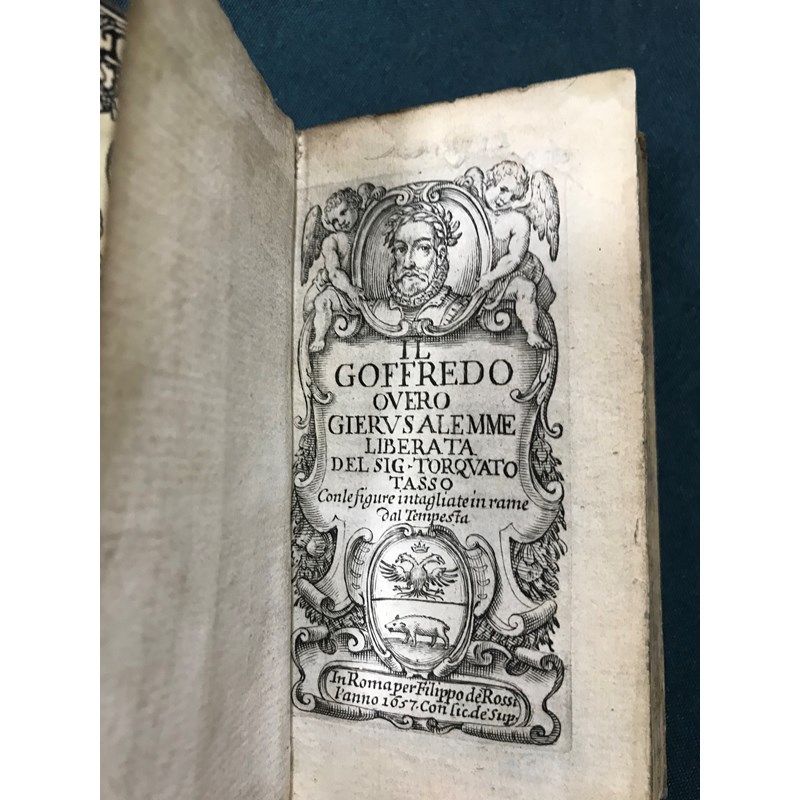 IL
GOFFREDO
OVERO
GIERVSALEMME
LIBERATA
DEL SIG·TORQVATO
TASSO
Con le figure intagliate in rame
dal Tempesta
In Roma per Filippo de Rossi
l'anno 1657. Con lic. de Sup.